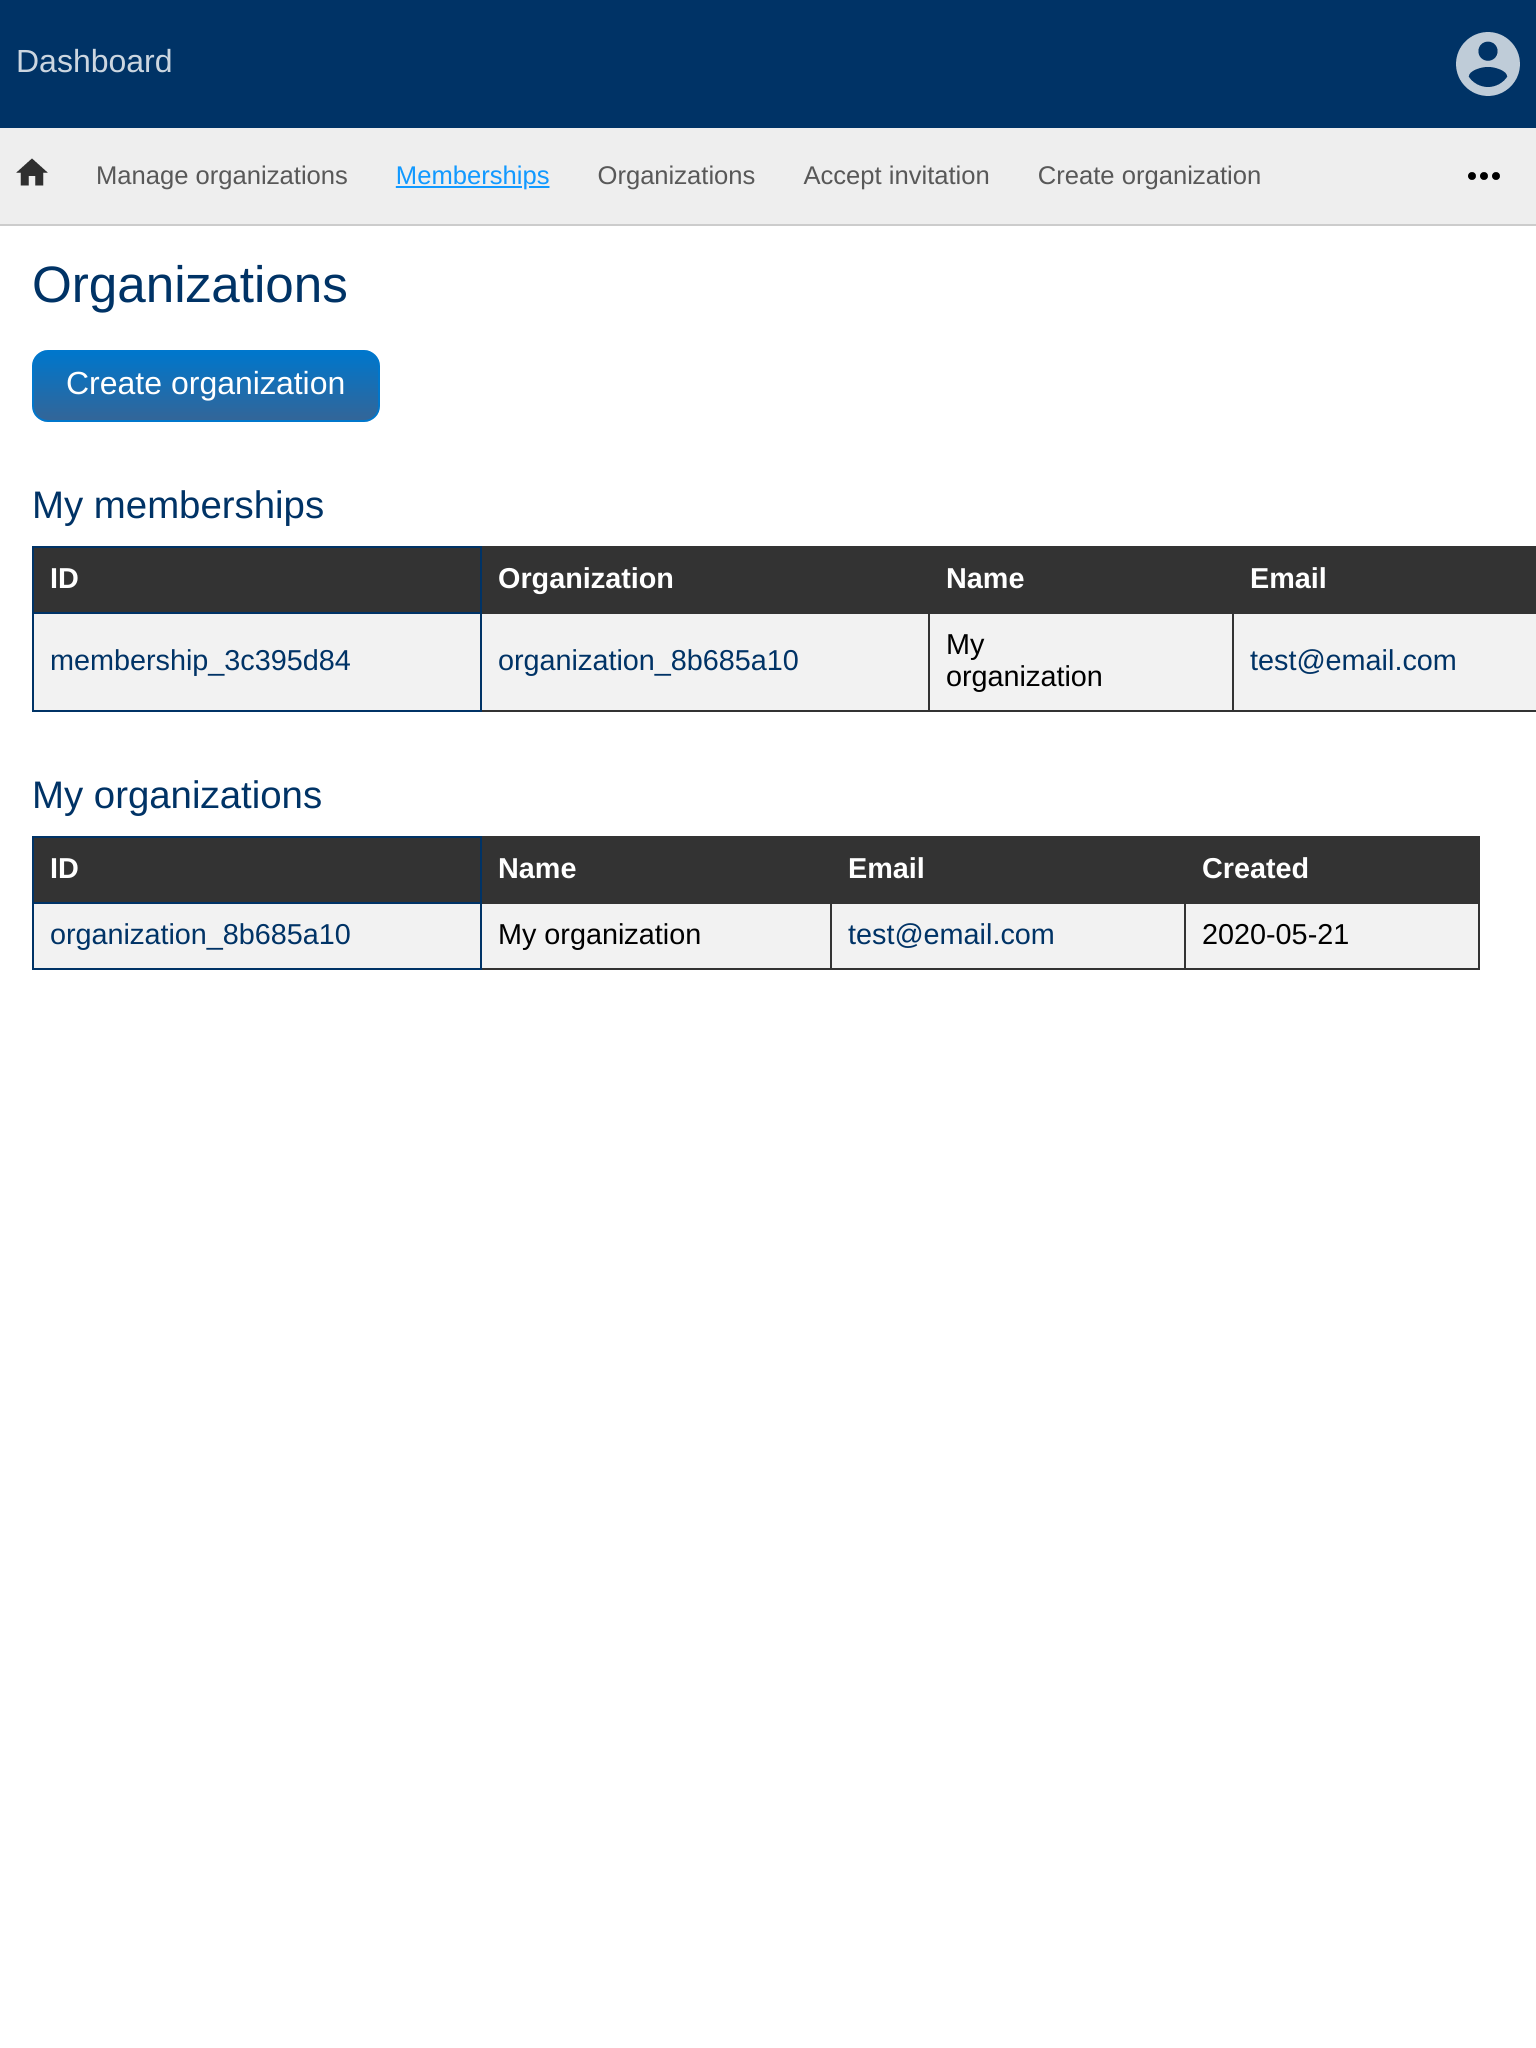 Dashboard
Manage organizations Memberships Organizations Accept invitation Create organization
Organizations
Create organization
My memberships
ID Organization Name Email
membership_3c395d84 organization_8b685a10 My organization test@email.com
My organizations
ID Name Email Created
organization_8b685a10 My organization test@email.com 2020-05-21